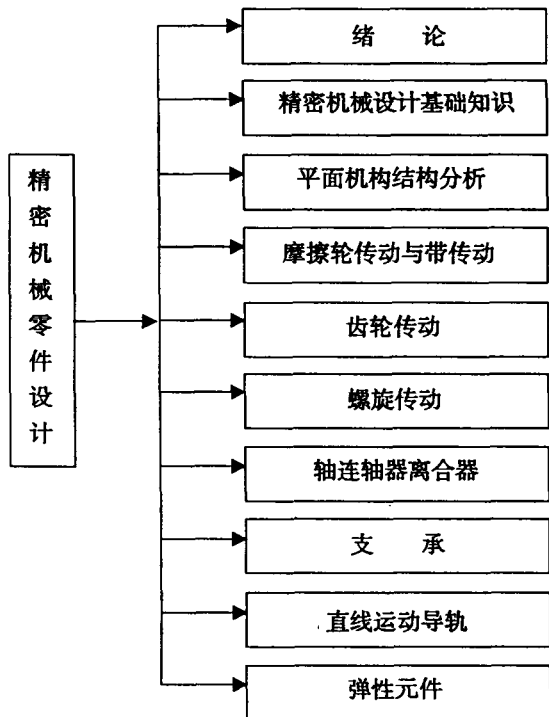 精密机械零件设计
绪 论
精密机械设计基础知识
平面机构结构分析
摩擦轮传动与带传动
齿轮传动
螺旋传动
轴连轴器离合器
支 承
直线运动导轨
弹性元件